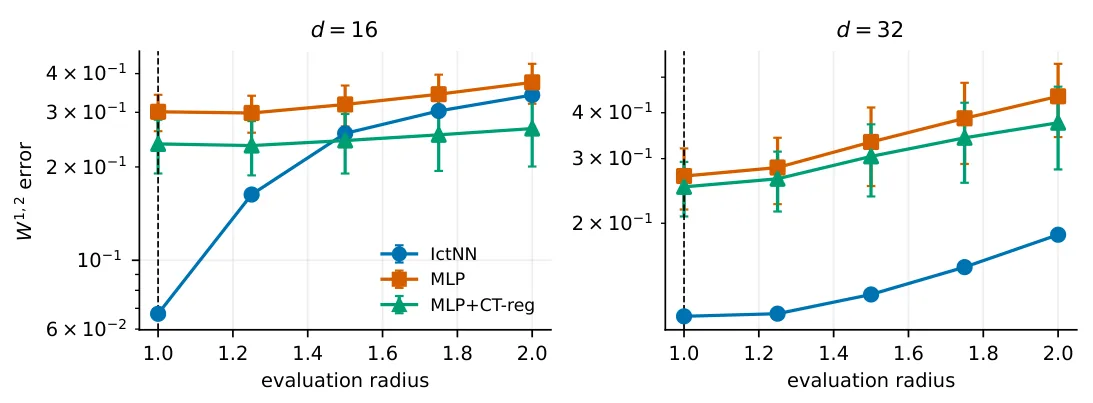 d = 16
W^{1,2} error
4 × 10⁻¹
3 × 10⁻¹
2 × 10⁻¹
10⁻¹
6 × 10⁻²
IctNN
MLP
MLP+CT-reg
1.0 1.2 1.4 1.6 1.8 2.0
evaluation radius
d = 32
4 × 10⁻¹
3 × 10⁻¹
2 × 10⁻¹
1.0 1.2 1.4 1.6 1.8 2.0
evaluation radius